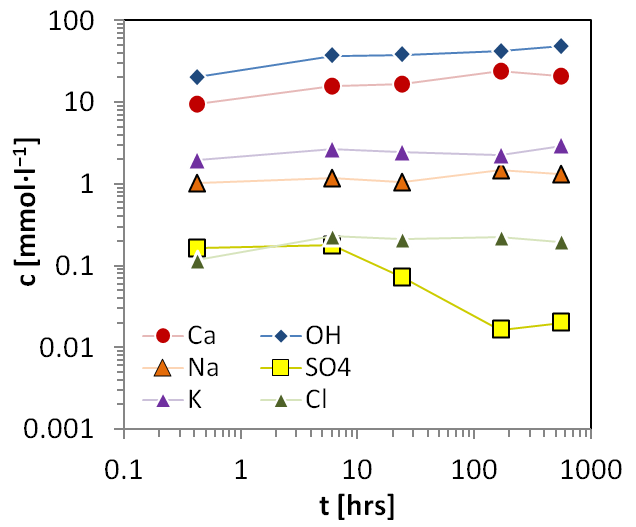 100
10
1
0.1
0.01
0.001
c [mmol·l⁻¹]
Ca OH
Na SO4
K Cl
0.1 1 10 100 1000
t [hrs]